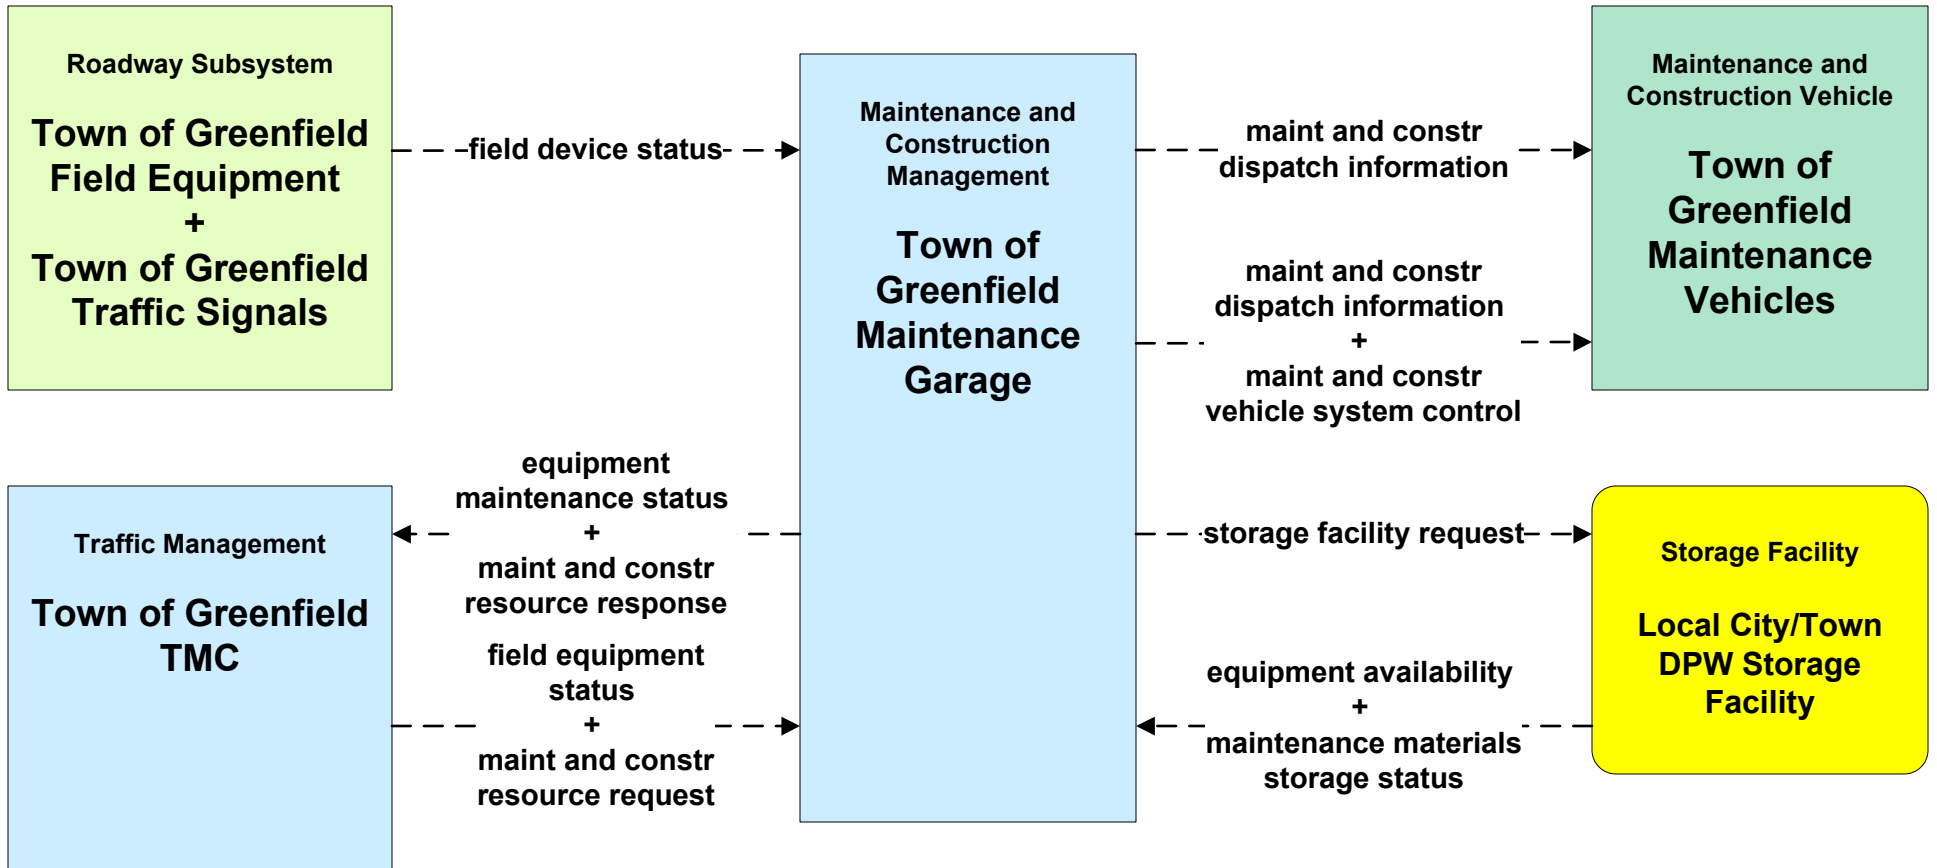 Roadway Subsystem
Town of Greenfield
Field Equipment
+
Town of Greenfield
Traffic Signals
field device status
Maintenance and
Construction
Management
Town of
Greenfield
Maintenance
Garage
maint and constr
dispatch information
maint and constr
dispatch information
+
maint and constr
vehicle system control
Maintenance and
Construction Vehicle
Town of
Greenfield
Maintenance
Vehicles
Traffic Management
Town of Greenfield
TMC
equipment
maintenance status
+
maint and constr
resource response
field equipment
status
+
maint and constr
resource request
storage facility request
equipment availability
+
maintenance materials
storage status
Storage Facility
Local City/Town
DPW Storage
Facility